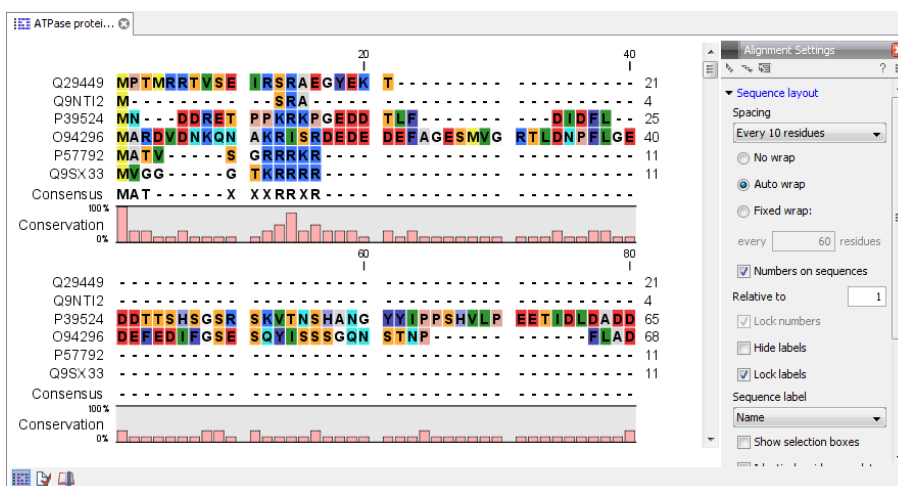 ATPase protei...
Alignment Settings
20 40
Q29449 MPTMRRTVSE IRSRAEGYEK T--------- ---------- 21
Q9NTI2 M--------- --SRA----- ---------- ---------- 4
P39524 MN---DDRET PPKRKPGEDD TLF------- ---DIDFL-- 25
O94296 MARDVDNKQN AKRISRDEDE DEFAGESMVG RTLDNPFLGE 40
P57792 MATV-----S GRRRKR---- ---------- ---------- 11
Q9SX33 MVGG-----G TKRRRR---- ---------- ---------- 11
Consensus MAT------X XXRRXR---- ---------- ----------
100%
Conservation
0%
60 80
Q29449 ---------- ---------- ---------- ---------- 21
Q9NTI2 ---------- ---------- ---------- ---------- 4
P39524 DDTTSHSGSR SKVTNSHANG YYIPPSHVLP EETIDLDADD 65
O94296 DEFEDIFGSE SQYISSSGQN STNP------ ------FLAD 68
P57792 ---------- ---------- ---------- ---------- 11
Q9SX33 ---------- ---------- ---------- ---------- 11
Consensus ---------- ---------- ---------- ----------
100%
Conservation
0%
?
Sequence layout
Spacing
Every 10 residues
No wrap
Auto wrap
Fixed wrap:
every 60 residues
Numbers on sequences
Relative to 1
Lock numbers
Hide labels
Lock labels
Sequence label
Name
Show selection boxes